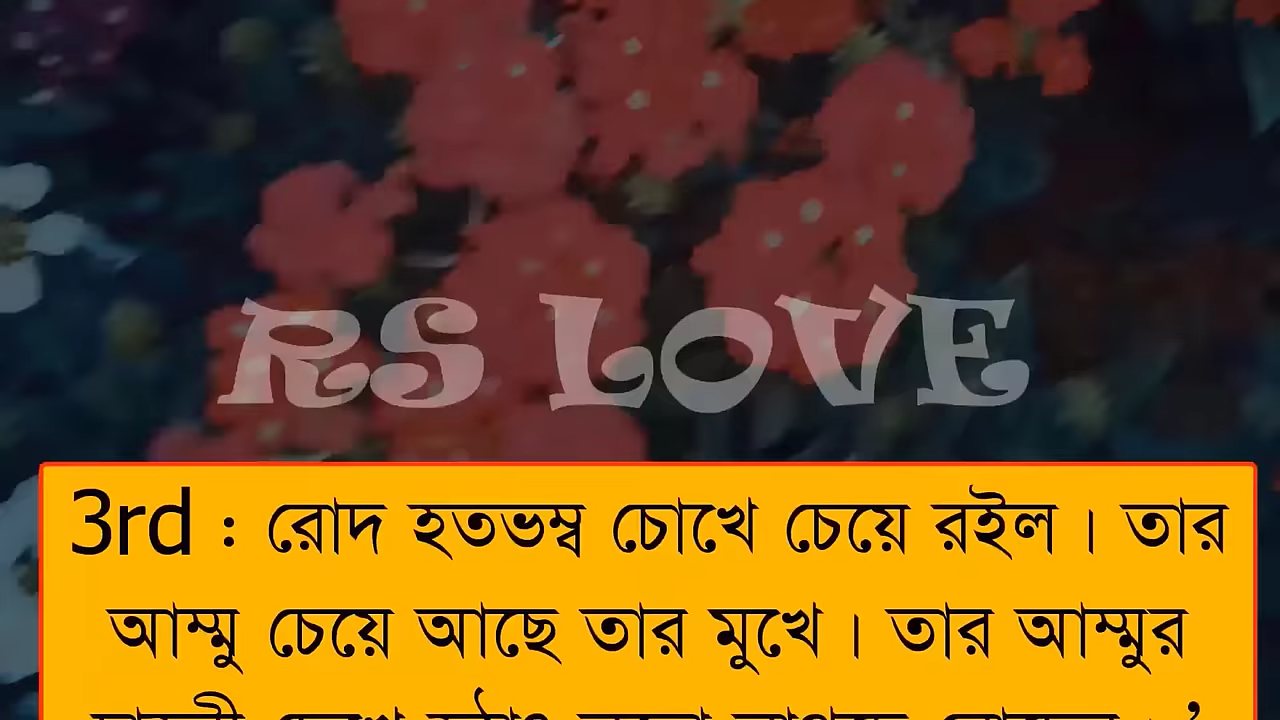 RS LOVE
3rd : রোদ হতভম্ব চোখে চেয়ে রইল । তার
আম্মু চেয়ে আছে তার মুখে । তার আম্মুর